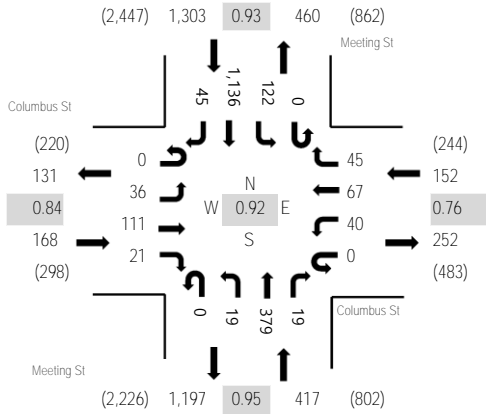 (2,447) 1,303 0.93 460 (862)
Meeting St
45 1,136 122 0
Columbus St
(220) (244)
131 0 45 152
N
36 67
0.84 W 0.92 E 0.76
111 40
168 S 252
21 0
(298) (483)
0 19 379 19
Columbus St
Meeting St
(2,226) 1,197 0.95 417 (802)